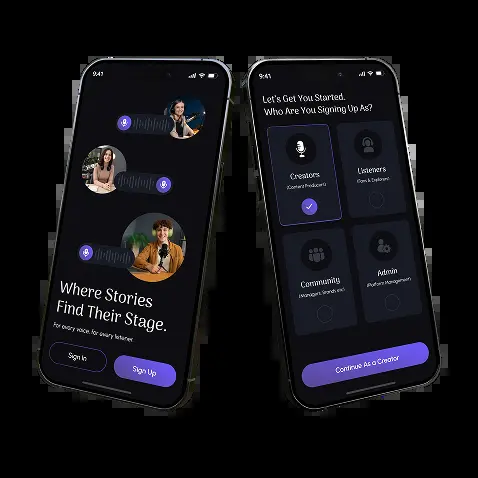 9:41
Where Stories
Find Their Stage.
For every voice, for every listener.
Sign In
Sign Up
9:41
Let's Get You Started.
Who Are You Signing Up As?
Creators
(Content Producers)
Listeners
(Fans & Explorers)
Community
(Managers, Brands etc)
Admin
(Platform Management)
Continue As a Creator